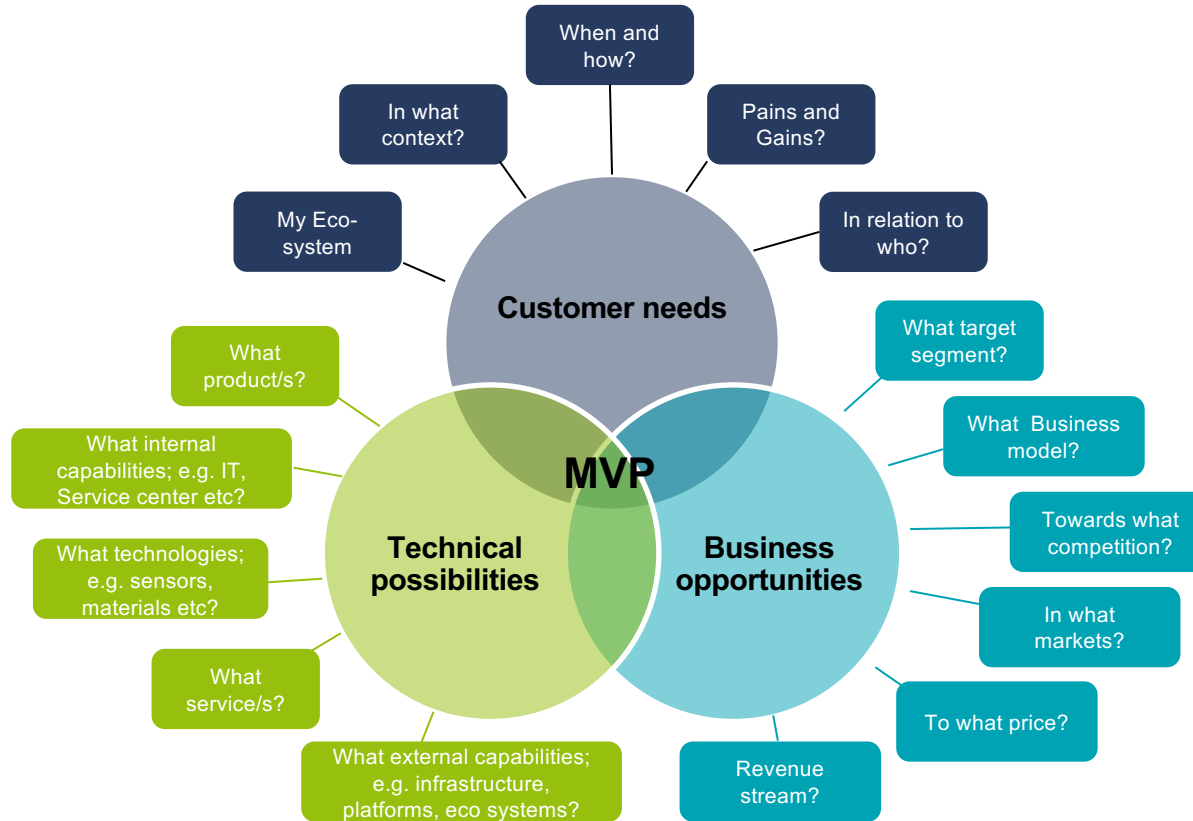 When and
how?
In what
context?
Pains and
Gains?
My Eco-
system
In relation to
who?
Customer needs
What
product/s?
What internal
capabilities; e.g. IT,
Service center etc?
What technologies;
e.g. sensors,
materials etc?
What
service/s?
What external capabilities;
e.g. infrastructure,
platforms, eco systems?
Technical
possibilities
MVP
Business
opportunities
What target
segment?
What  Business
model?
Towards what
competition?
In what
markets?
To what price?
Revenue
stream?